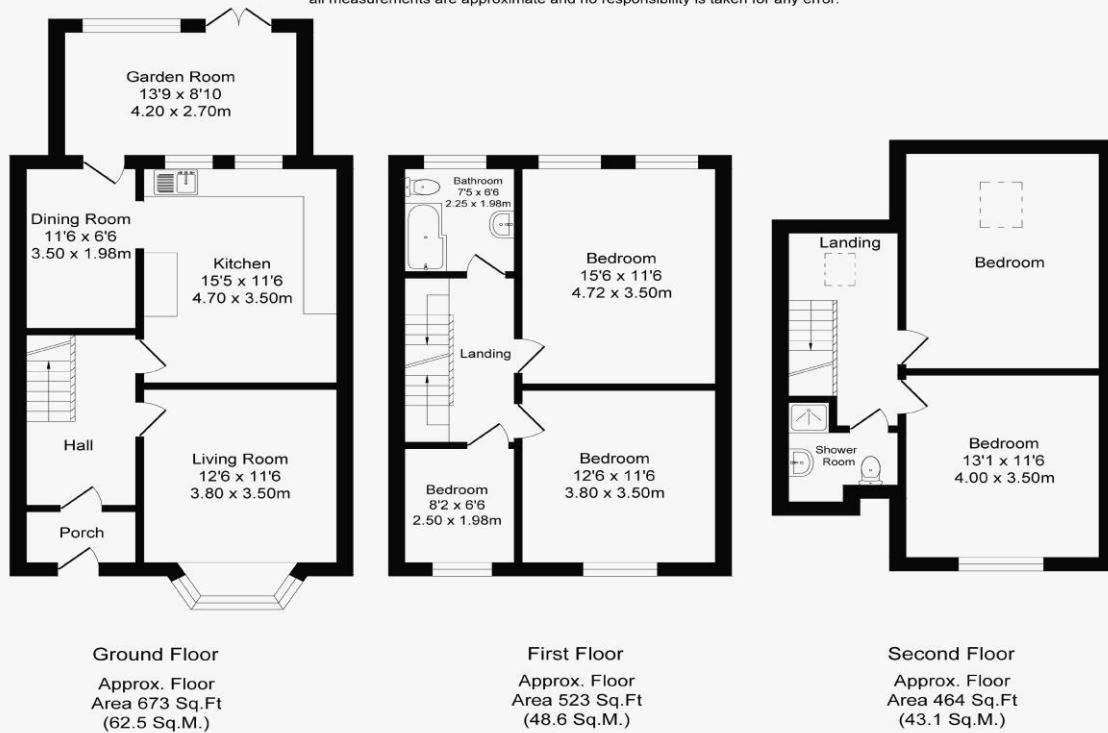 all measurements are approximate and no responsibility is taken for any error.
Garden Room
13'9 x 8'10
4.20 x 2.70m
Dining Room
11'6 x 6'6
3.50 x 1.98m
Kitchen
15'5 x 11'6
4.70 x 3.50m
Hall
Living Room
12'6 x 11'6
3.80 x 3.50m
Porch
Ground Floor
Approx. Floor
Area 673 Sq.Ft
(62.5 Sq.M.)
Bathroom
7'5 x 6'6
2.25 x 1.98m
Bedroom
15'6 x 11'6
4.72 x 3.50m
Landing
Bedroom
8'2 x 6'6
2.50 x 1.98m
Bedroom
12'6 x 11'6
3.80 x 3.50m
First Floor
Approx. Floor
Area 523 Sq.Ft
(48.6 Sq.M.)
Landing
Bedroom
Shower
Room
Bedroom
13'1 x 11'6
4.00 x 3.50m
Second Floor
Approx. Floor
Area 464 Sq.Ft
(43.1 Sq.M.)